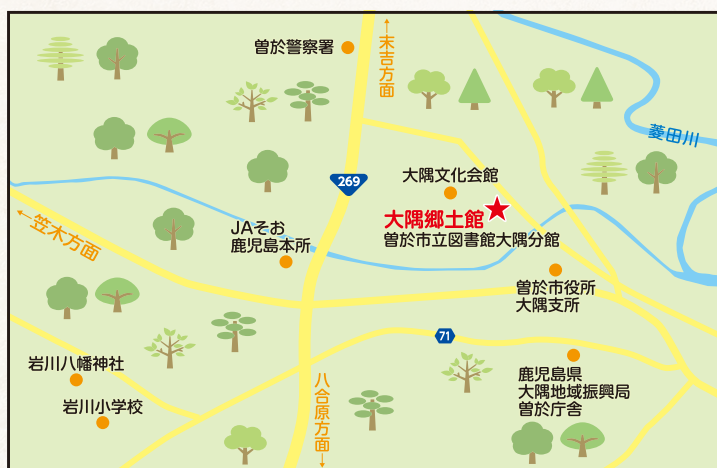 曽於警察署
↑末吉方面
菱田川
269
大隅文化会館
大隅郷土館
曽於市立図書館大隅分館
←笠木方面
JAそお
鹿児島本所
曽於市役所
大隅支所
71
岩川八幡神社
岩川小学校
八合原方面↓
鹿児島県
大隅地域振興局
曽於庁舎